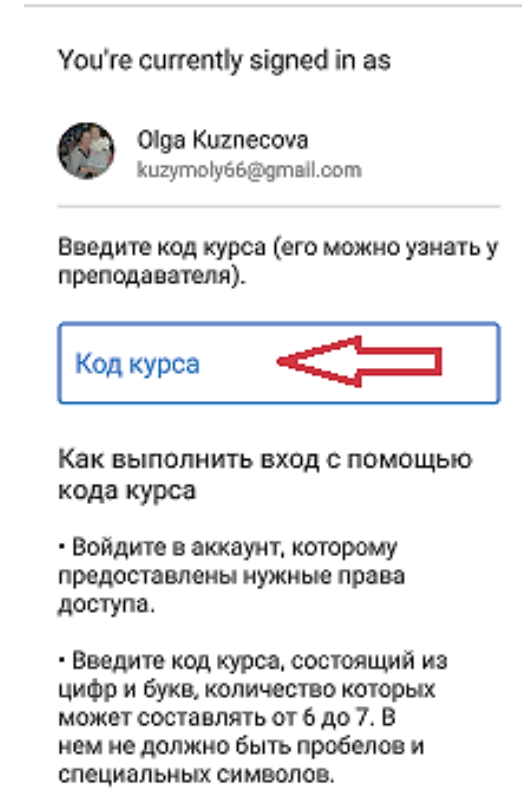 You're currently signed in as
Olga Kuznecova
kuzymoly66@gmail.com
Введите код курса (его можно узнать у
преподавателя).
Код курса
Как выполнить вход с помощью
кода курса
• Войдите в аккаунт, которому
предоставлены нужные права
доступа.
• Введите код курса, состоящий из
цифр и букв, количество которых
может составлять от 6 до 7. В
нем не должно быть пробелов и
специальных символов.